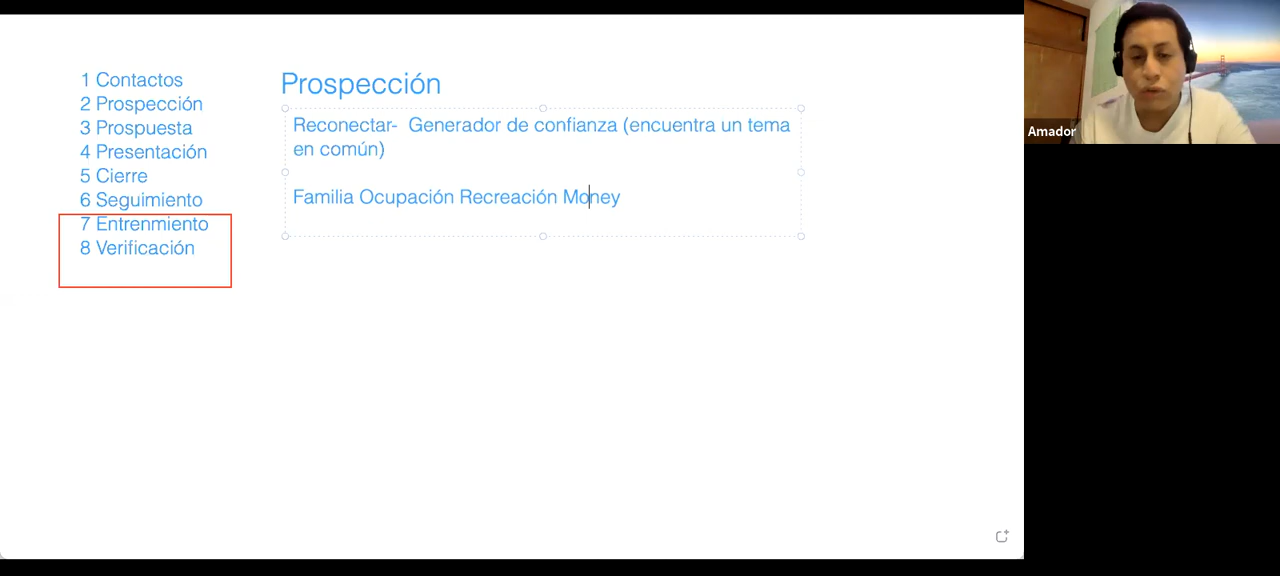 1 Contactos
2 Prospección
3 Prospuesta
4 Presentación
5 Cierre
6 Seguimiento
7 Entrenmiento
8 Verificación
Prospección
Reconectar-  Generador de confianza (encuentra un tema
en común)
Familia Ocupación Recreación Money
Amador